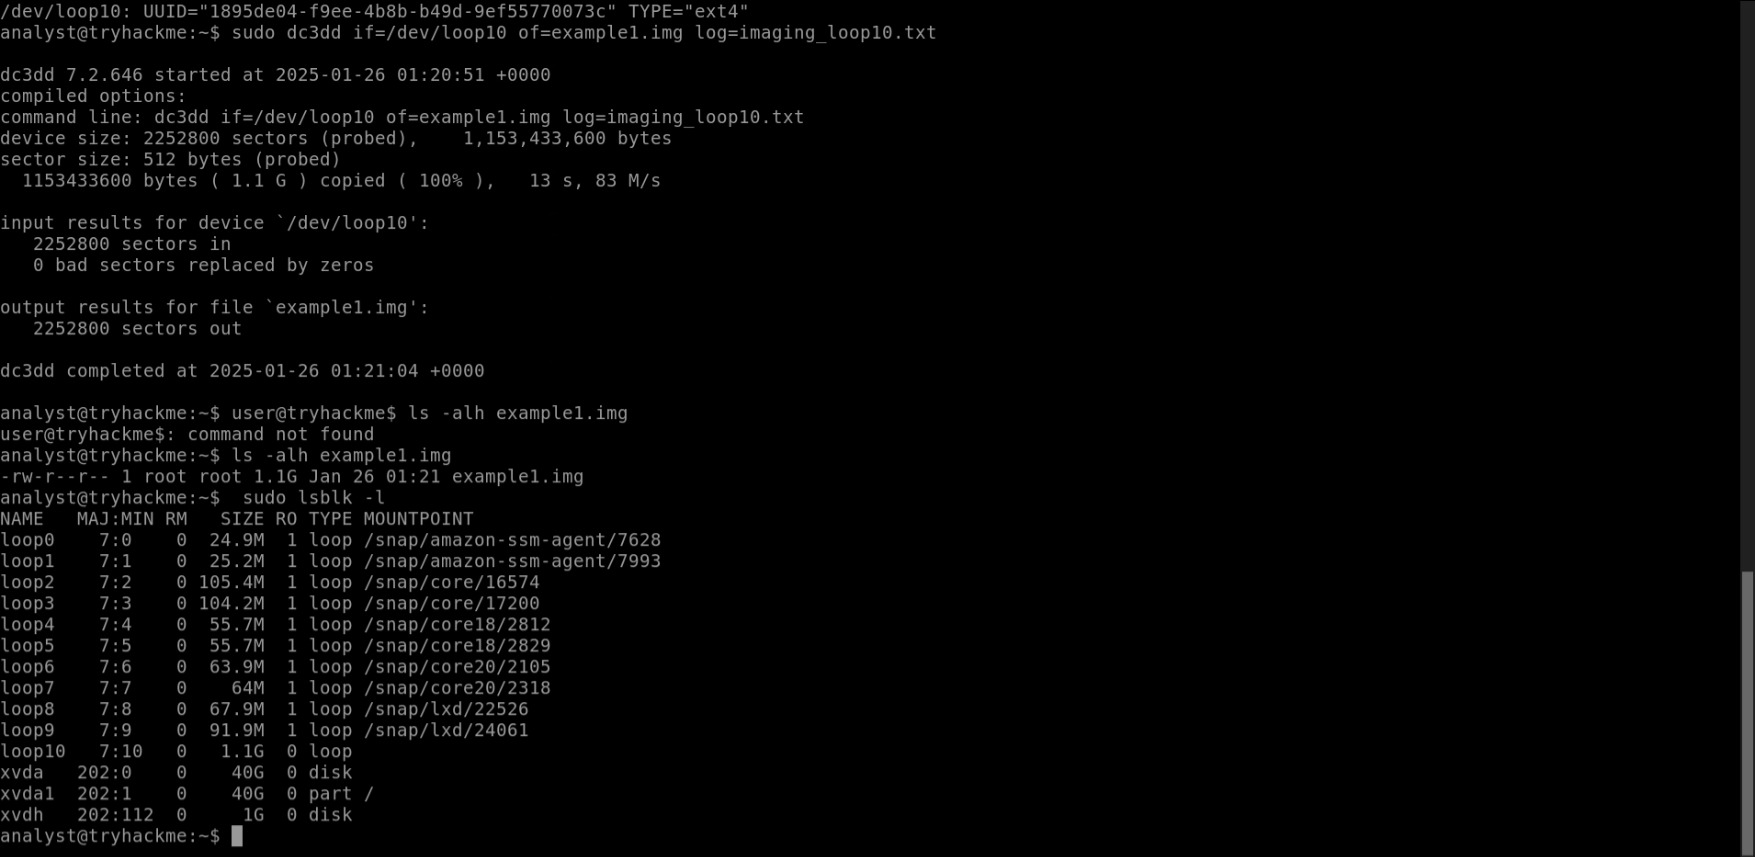 /dev/loop10: UUID="1895de04-f9ee-4b8b-b49d-9ef55770073c" TYPE="ext4"
analyst@tryhackme:~$ sudo dc3dd if=/dev/loop10 of=example1.img log=imaging_loop10.txt

dc3dd 7.2.646 started at 2025-01-26 01:20:51 +0000
compiled options:
command line: dc3dd if=/dev/loop10 of=example1.img log=imaging_loop10.txt
device size: 2252800 sectors (probed),    1,153,433,600 bytes
sector size: 512 bytes (probed)
  1153433600 bytes ( 1.1 G ) copied ( 100% ),   13 s, 83 M/s

input results for device `/dev/loop10':
   2252800 sectors in
   0 bad sectors replaced by zeros

output results for file `example1.img':
   2252800 sectors out

dc3dd completed at 2025-01-26 01:21:04 +0000

analyst@tryhackme:~$ user@tryhackme$ ls -alh example1.img
user@tryhackme$: command not found
analyst@tryhackme:~$ ls -alh example1.img
-rw-r--r-- 1 root root 1.1G Jan 26 01:21 example1.img
analyst@tryhackme:~$  sudo lsblk -l
NAME   MAJ:MIN RM   SIZE RO TYPE MOUNTPOINT
loop0    7:0    0  24.9M  1 loop /snap/amazon-ssm-agent/7628
loop1    7:1    0  25.2M  1 loop /snap/amazon-ssm-agent/7993
loop2    7:2    0 105.4M  1 loop /snap/core/16574
loop3    7:3    0 104.2M  1 loop /snap/core/17200
loop4    7:4    0  55.7M  1 loop /snap/core18/2812
loop5    7:5    0  55.7M  1 loop /snap/core18/2829
loop6    7:6    0  63.9M  1 loop /snap/core20/2105
loop7    7:7    0    64M  1 loop /snap/core20/2318
loop8    7:8    0  67.9M  1 loop /snap/lxd/22526
loop9    7:9    0  91.9M  1 loop /snap/lxd/24061
loop10   7:10   0   1.1G  0 loop
xvda   202:0    0    40G  0 disk
xvda1  202:1    0    40G  0 part /
xvdh   202:112  0     1G  0 disk
analyst@tryhackme:~$